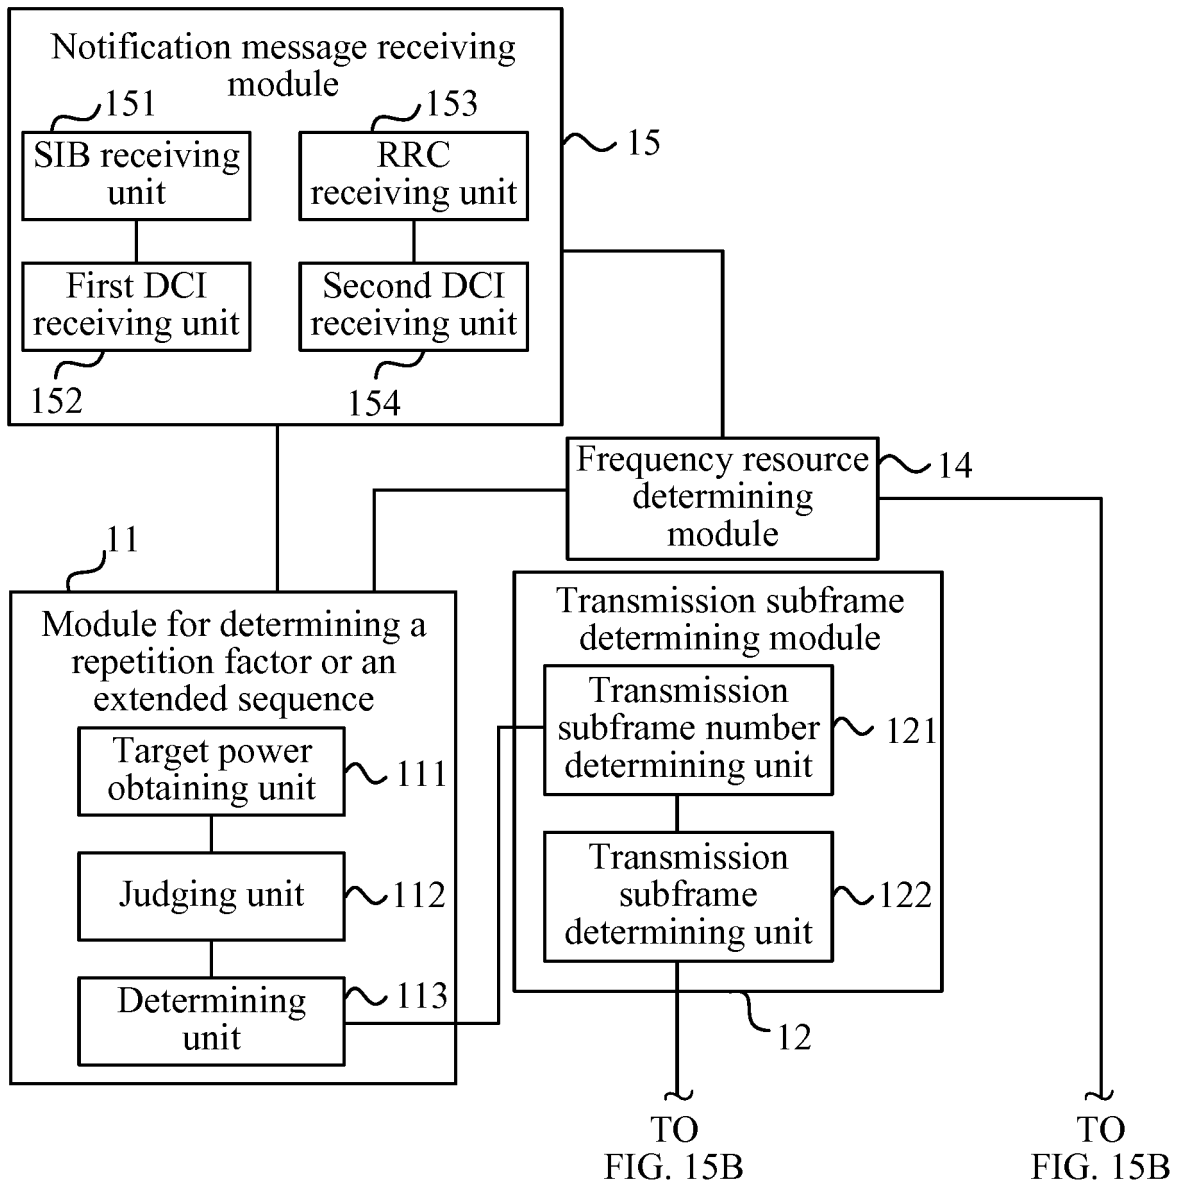 Notification message receiving
module
151
153
SIB receiving
unit
RRC
receiving unit
15
First DCI
receiving unit
Second DCI
receiving unit
152
154
Frequency resource
determining
module
14
11
Module for determining a
repetition factor or an
extended sequence
Target power
obtaining unit
111
Judging unit
112
Determining
unit
113
Transmission subframe
determining module
Transmission
subframe number
determining unit
121
Transmission
subframe
determining unit
122
12
TO
FIG. 15B
TO
FIG. 15B